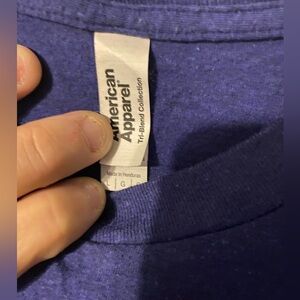 American
Apparel
Tri-Blend Collection
Made in Honduras
L | G |